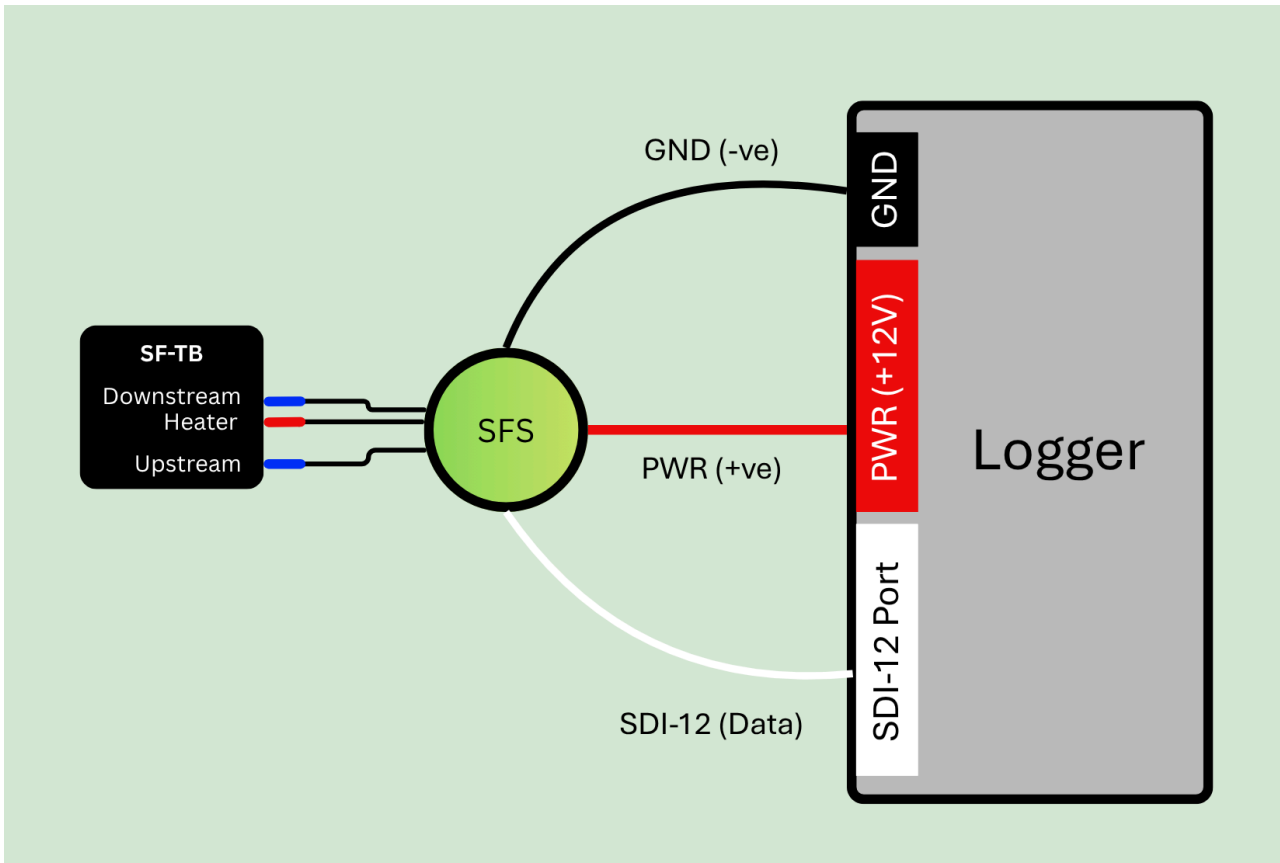 GND (-ve)
GND
SF-TB
Downstream
Heater
Upstream
SFS
PWR (+ve)
PWR (+12V)
Logger
SDI-12 (Data)
SDI-12 Port